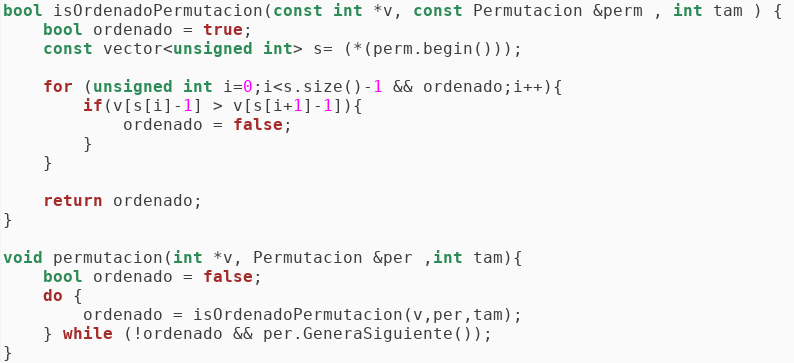 bool isOrdenadoPermutacion(const int *v, const Permutacion &perm , int tam ) {
    bool ordenado = true;
    const vector<unsigned int> s= (*(perm.begin()));

    for (unsigned int i=0;i<s.size()-1 && ordenado;i++){
        if(v[s[i]-1] > v[s[i+1]-1]){
            ordenado = false;
        }
    }

    return ordenado;
}

void permutacion(int *v, Permutacion &per ,int tam){
    bool ordenado = false;
    do {
        ordenado = isOrdenadoPermutacion(v,per,tam);
    } while (!ordenado && per.GeneraSiguiente());
}